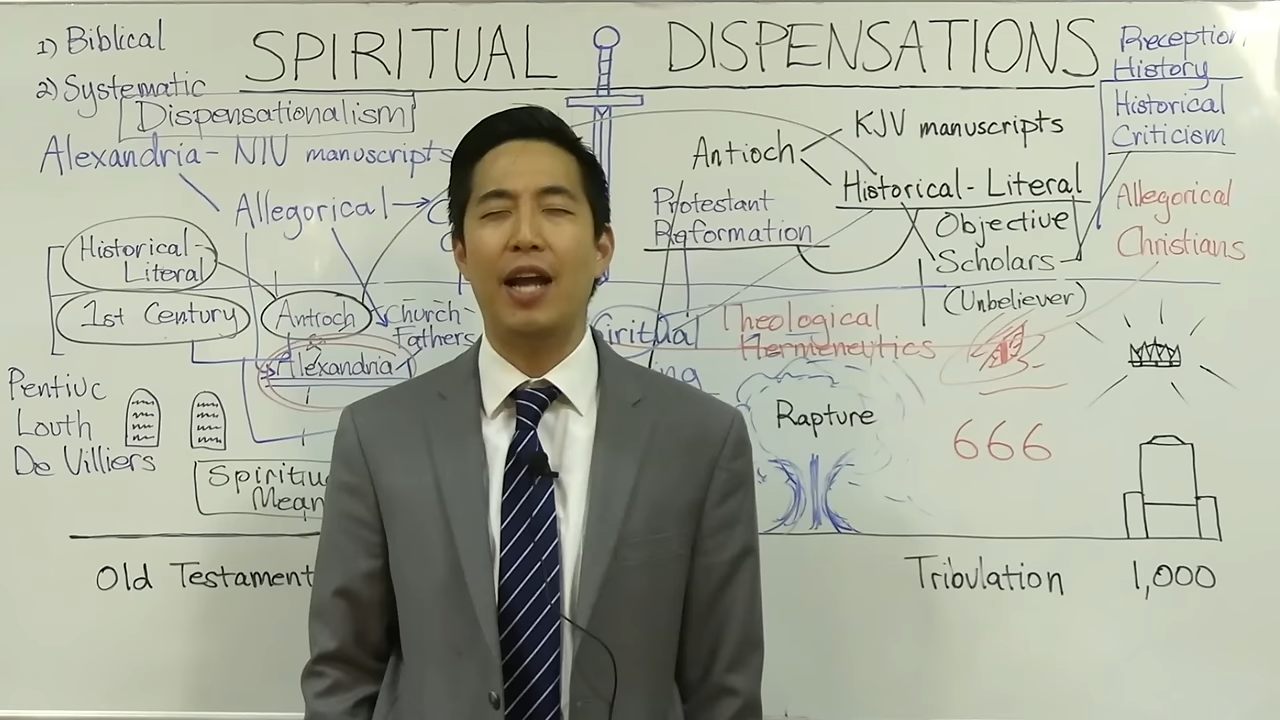 1) Biblical
2) Systematic
Dispensationalism
SPIRITUAL DISPENSATIONS
Reception
History
Historical
Criticism
Allegorical
Christians
Alexandria- NIV manuscripts
Allegorical
Antioch
KJV manuscripts
Historical-Literal
Objective
Scholars
(Unbeliever)
Protestant
Reformation
Historical-
Literal
1st Century
Antioch
Alexandria
Church
Fathers
Theological
Hermeneutics
Pentiuc
Louth
De Villiers
Rapture
666
Old Testament
Tribulation
1,000